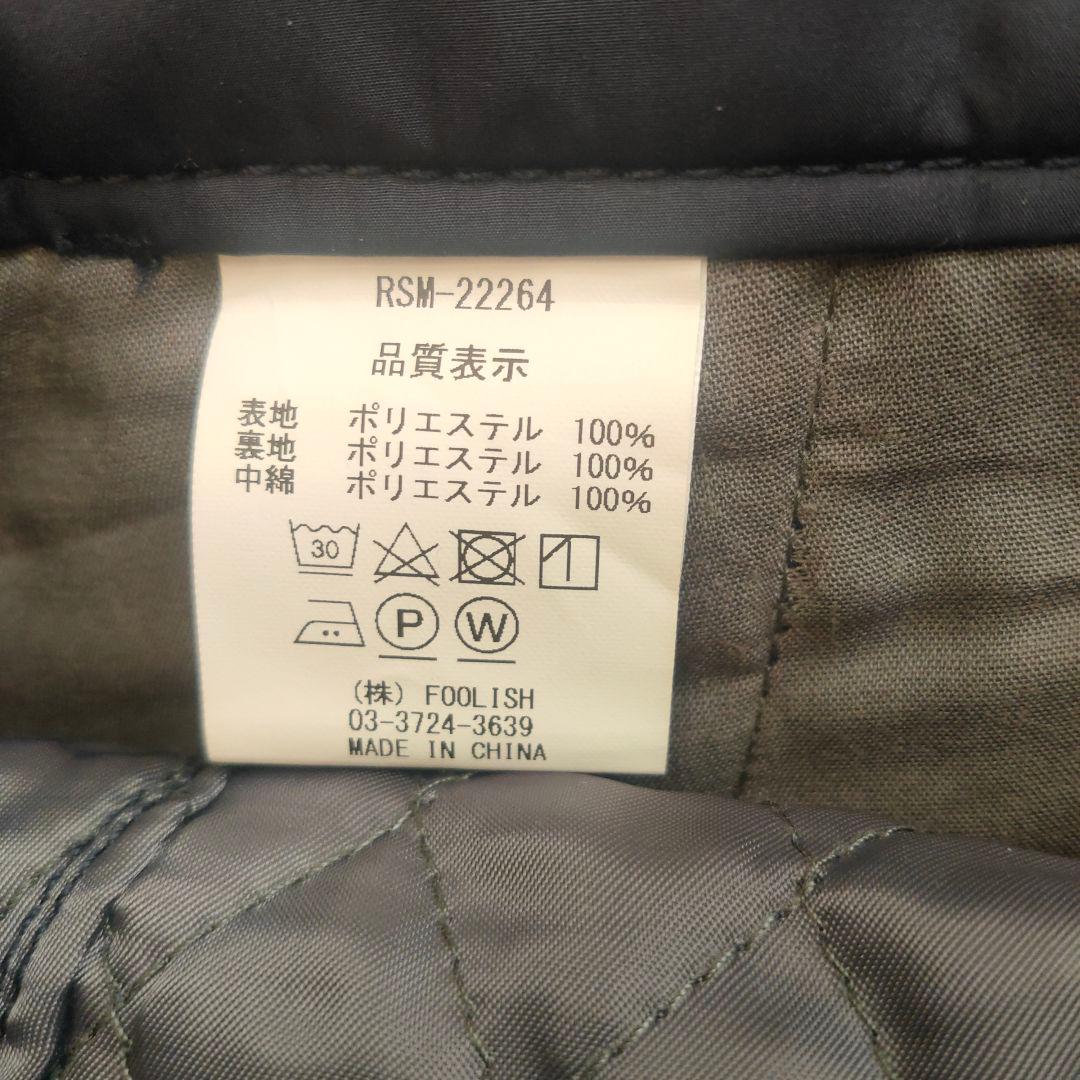 RSM-22264
品質表示
表地 ポリエステル 100%
裏地 ポリエステル 100%
中綿 ポリエステル 100%
30
P W
(株) FOOLISH
03-3724-3639
MADE IN CHINA